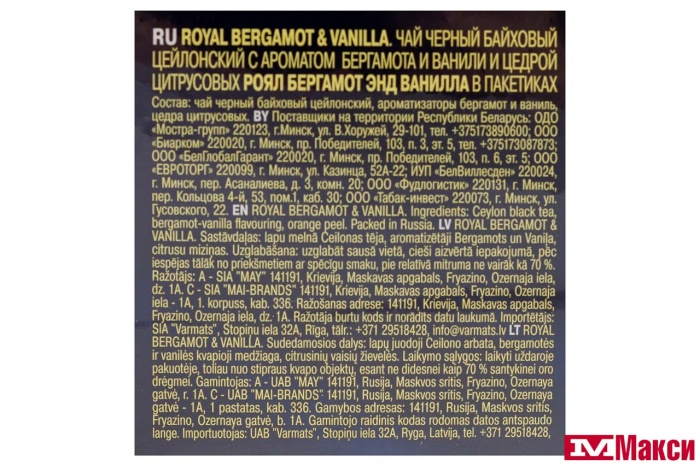 RU ROYAL BERGAMOT & VANILLA. ЧАЙ ЧЕРНЫЙ БАЙХОВЫЙ
ЦЕЙЛОНСКИЙ С АРОМАТОМ БЕРГАМОТА И ВАНИЛИ И ЦЕДРОЙ
ЦИТРУСОВЫХ РОЯЛ БЕРГАМОТ ЭНД ВАНИЛЛА В ПАКЕТИКАХ
Состав: чай черный байховый цейлонский, ароматизаторы бергамот и ваниль,
цедра цитрусовых. BY Поставщики на территории Республики Беларусь: ОДО
«Мостра-групп» 220123, г.Минск, ул. В.Хоружей, 29-101, тел. +375173890600; ООО
«Биарком» 220020, г. Минск, пр. Победителей, 103, п. 3, эт. 5, тел. +375173087873;
ООО «БелГлобалГарант» 220020, г. Минск, пр. Победителей, 103, п. 6, эт. 5; ООО
«ЕВРОТОРГ» 220099, г. Минск, ул. Казинца, 52А-22; ИУП «БелВиллесден» 220024,
г. Минск, пер. Асаналиева, д. 3, комн. 20; ООО «Фудлогистик» 220131, г. Минск,
пер. Кольцова 4-й, 53, пом.1, каб. 30; ООО «Табак-инвест» 220073, г. Минск, ул.
Гусовского, 22. EN ROYAL BERGAMOT & VANILLA. Ingredients: Ceylon black tea,
bergamot-vanilla flavouring, orange peel. Packed in Russia. LV ROYAL BERGAMOT &
VANILLA. Sastāvdaļas: lapu melnā Ceilonas tēja, aromatizētāji Bergamots un Vaniļa,
citrusu miziņas. Uzglabāšana: uzglabāt sausā vietā, cieši aizvērtā iepakojumā, pēc
iespējas tālāk no priekšmetiem ar spēcīgu smaku, pie relatīvā mitruma ne vairāk kā 70 %.
Ražotājs: A - SIA "MAY" 141191, Krievija, Maskavas apgabals, Fryazino, Ozernaja iela,
dz. 1A. C - SIA "MAI-BRANDS" 141191, Krievija, Maskavas apgabals, Fryazino, Ozernaja
iela - 1A, 1. korpuss, kab. 336. Ražošanas adrese: 141191, Krievija, Maskavas apgabals,
Fryazino, Ozernaja iela, dz.1A. Ražotāja burtu kods ir norādīts datu laukumā. Importētājs:
SIA "Varmats", Stopiņu iela 32A, Rīga, tālr.: +371 29518428, info@varmats.lv LT ROYAL
BERGAMOT & VANILLA. Sudedamosios dalys: lapų juodoji Ceilono arbata, bergamotės
ir vanilės kvapioji medžiaga, citrusinių vaisių žievelės. Laikymo sąlygos: laikyti uždaroje
pakuotėje, toliau nuo stipraus kvapo objektų, esant ne didesnei kaip 70 % santykinei oro
drėgmei. Gamintojas: A - UAB "MAY" 141191, Rusija, Maskvos sritis, Fryazino, Ozernaya
gatvė, r. 1A. C - UAB "MAI-BRANDS" 141191, Rusija, Maskvos sritis, Fryazino, Ozernaya
gatvė - 1A, 1 pastatas, kab. 336. Gamybos adresas: 141191, Rusija, Maskvos sritis,
Fryazino, Ozernaya gatvė, b. 1A. Gamintojo raidinis kodas rodomas datos antspaudo
lange. Importuotojas: UAB "Varmats", Stopinu 32A, Ryga, Latvija, tel.: +371 29518428,
Макси